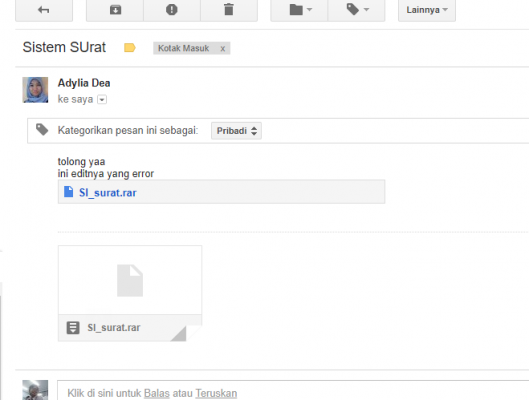 Lainnya
Sistem SUrat Kotak Masuk x
Adylia Dea
ke saya
Kategorikan pesan ini sebagai: Pribadi
tolong yaa
ini editnya yang error
SI_surat.rar
SI_surat.rar
Klik di sini untuk Balas atau Teruskan